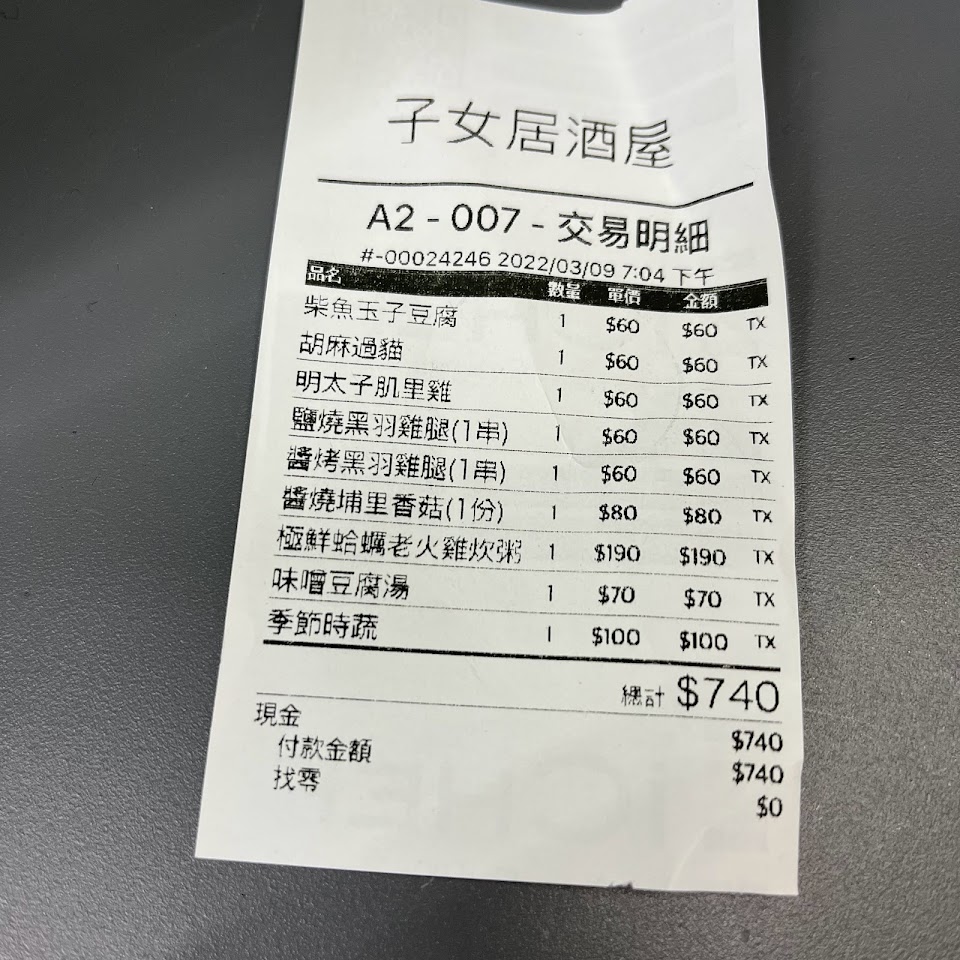 子女居酒屋
A2 - 007 - 交易明細
#-00024246 2022/03/09 7:04 下午
品名 數量 單價 金額
柴魚玉子豆腐 1 $60 $60 TX
胡麻過貓 1 $60 $60 TX
明太子肌里雞 1 $60 $60 TX
鹽燒黑羽雞腿(1串) 1 $60 $60 TX
醬烤黑羽雞腿(1串) 1 $60 $60 TX
醬燒埔里香菇(1份) 1 $80 $80 TX
極鮮蛤蠣老火雞炊粥 1 $190 $190 TX
味噌豆腐湯 1 $70 $70 TX
季節時蔬 1 $100 $100 TX
總計 $740
現金 $740
付款金額 $740
找零 $0